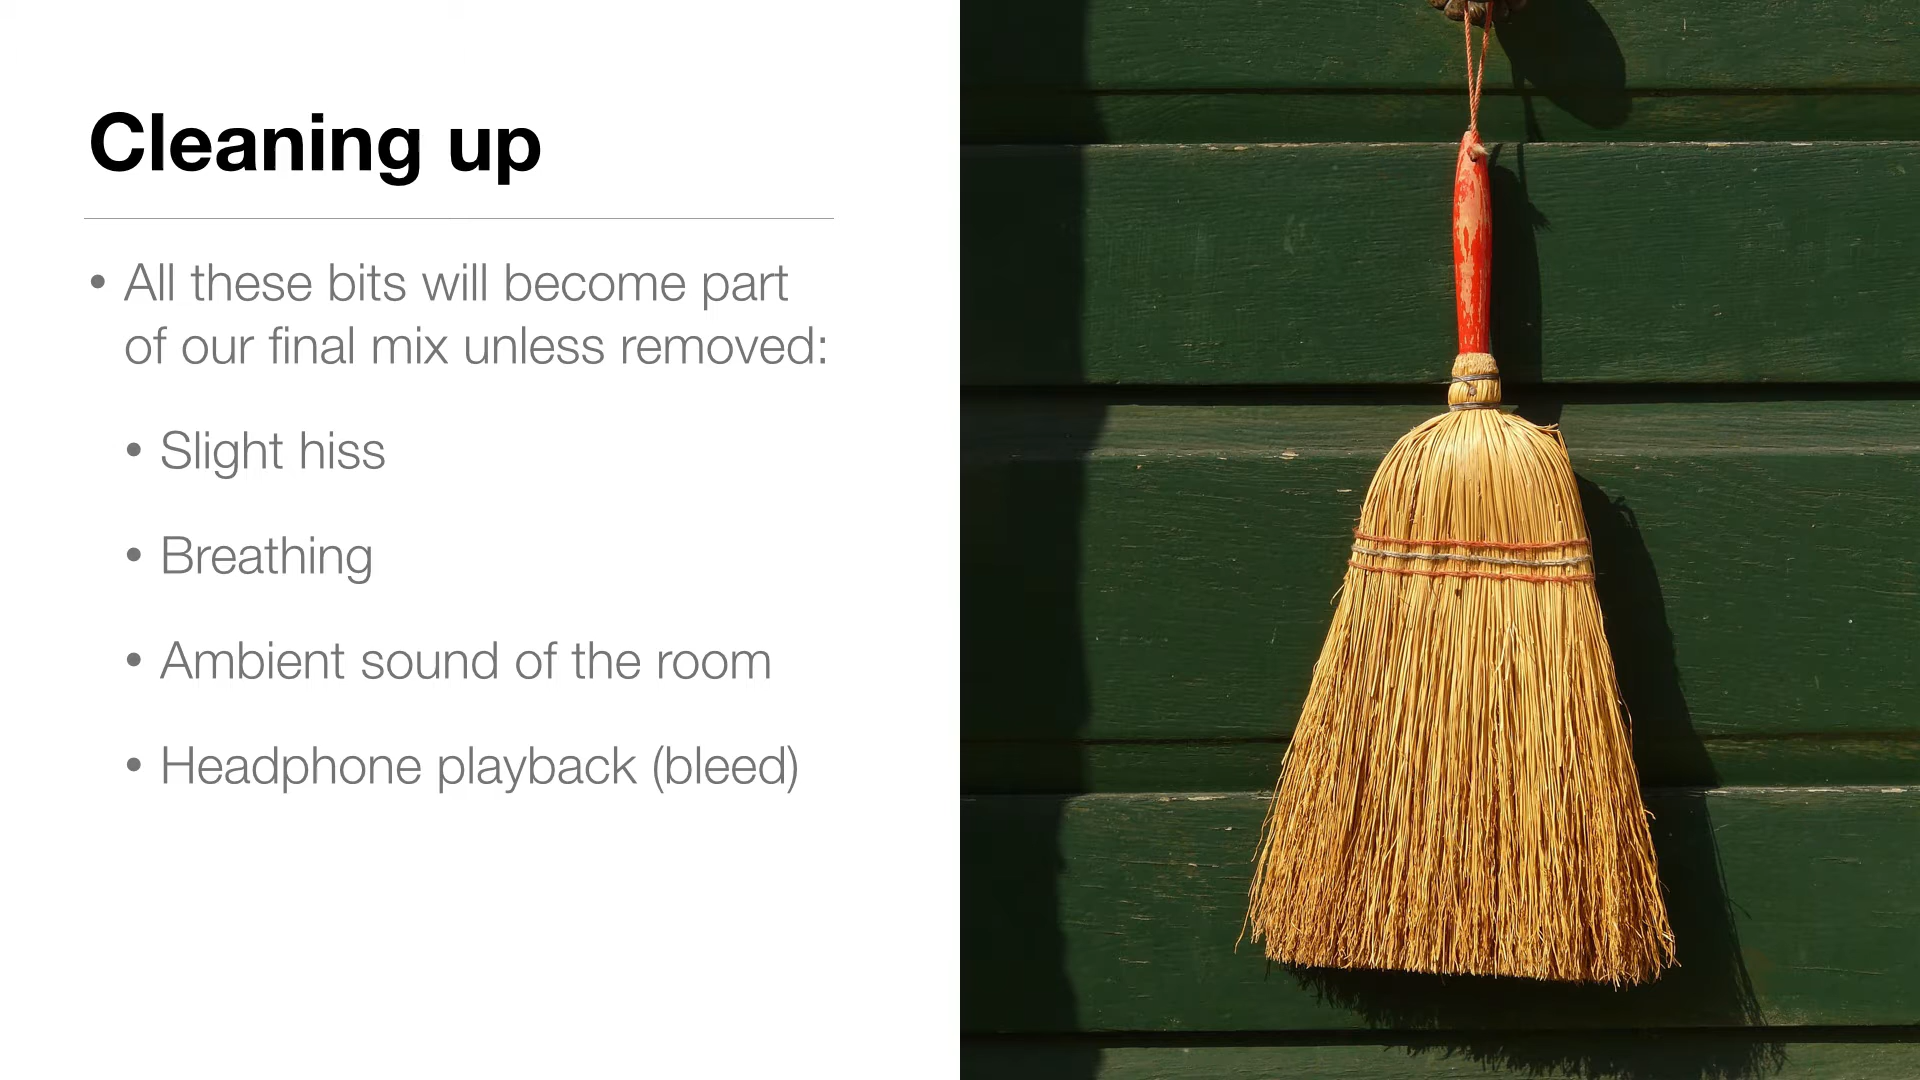 Cleaning up
• All these bits will become part
of our final mix unless removed:
• Slight hiss
• Breathing
• Ambient sound of the room
• Headphone playback (bleed)